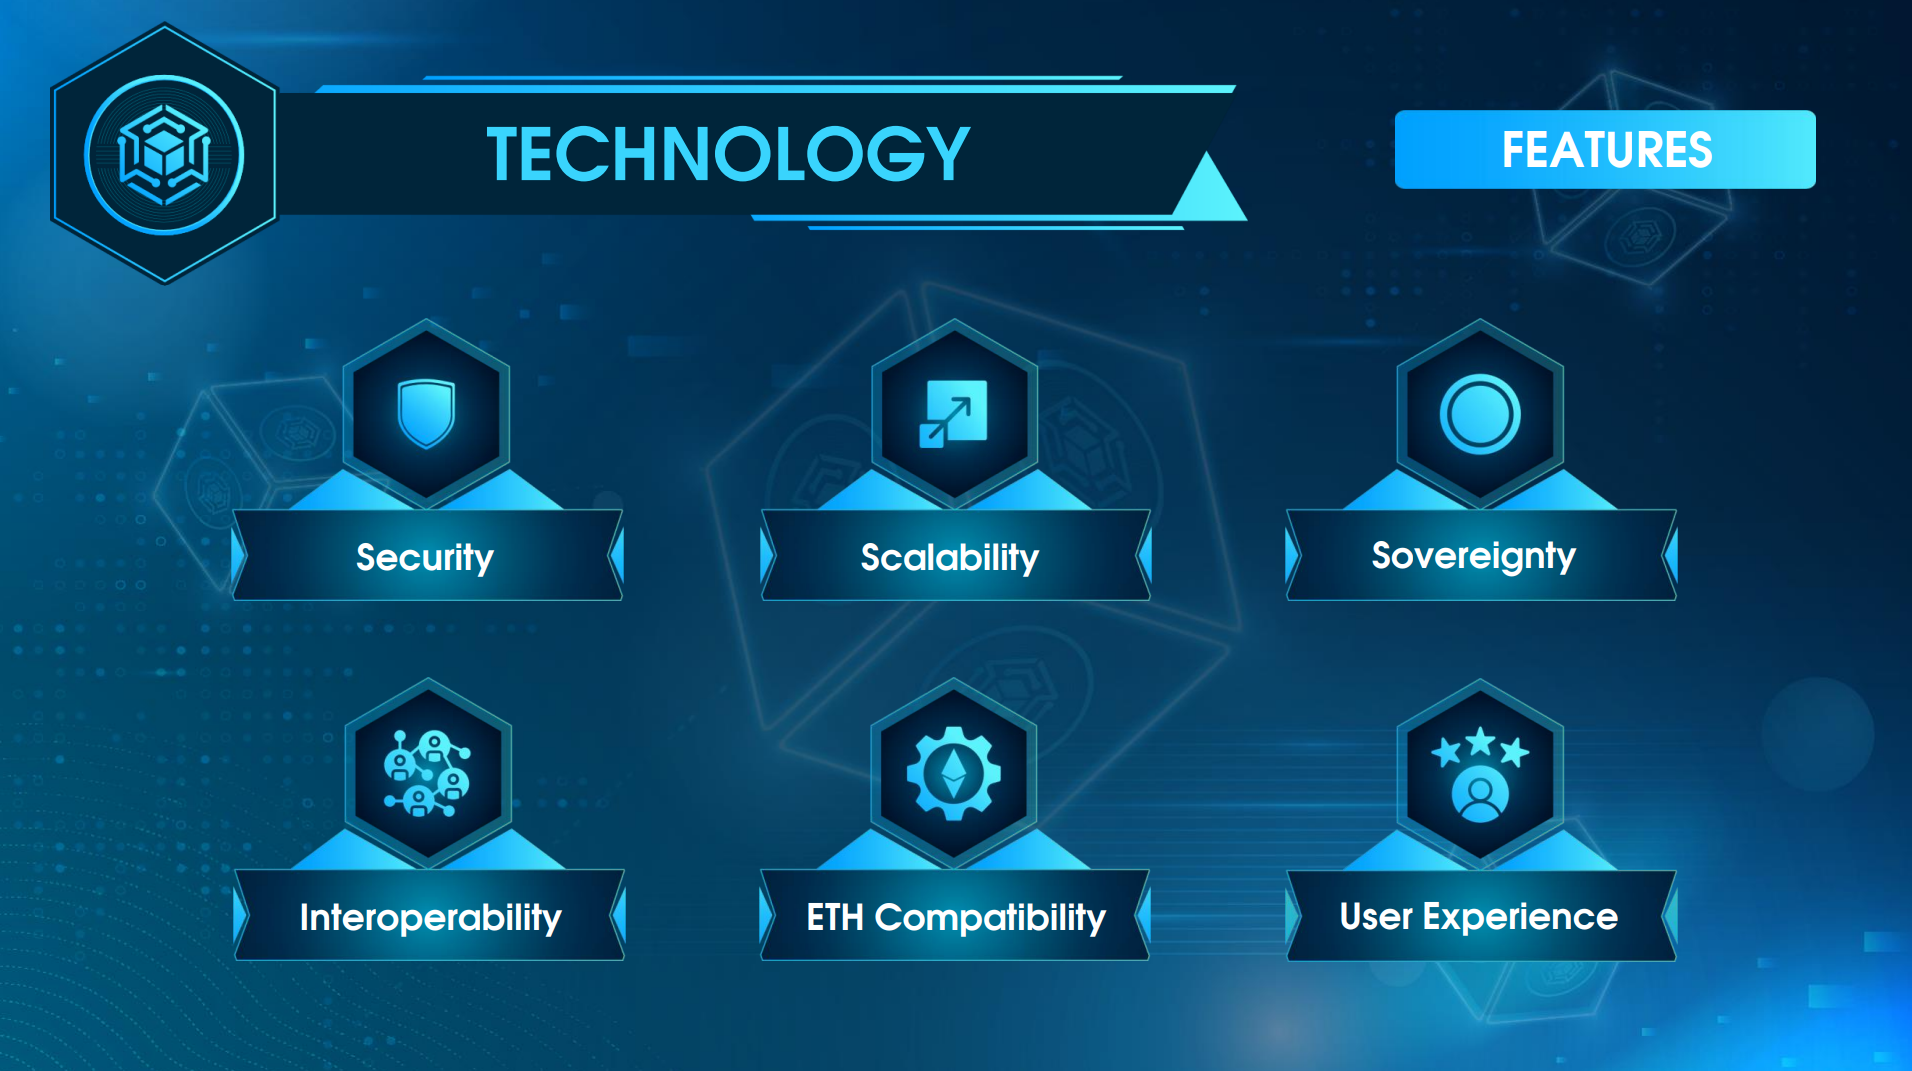 TECHNOLOGY
FEATURES
Security
Scalability
Sovereignty
Interoperability
ETH Compatibility
User Experience